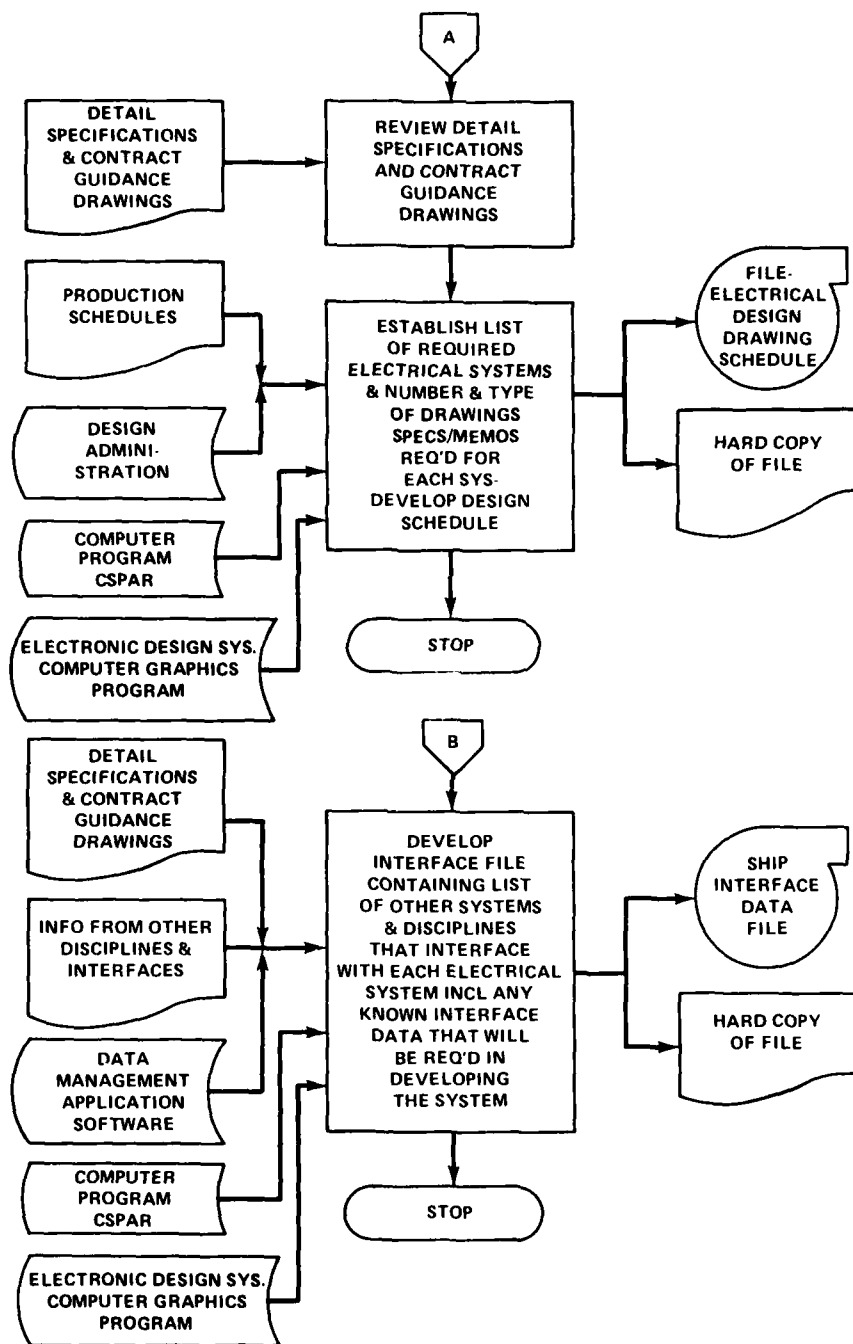 A
DETAIL
SPECIFICATIONS
& CONTRACT
GUIDANCE
DRAWINGS
REVIEW DETAIL
SPECIFICATIONS
AND CONTRACT
GUIDANCE
DRAWINGS
PRODUCTION
SCHEDULES
DESIGN
ADMINI-
STRATION
COMPUTER
PROGRAM
CSPAR
ELECTRONIC DESIGN SYS.
COMPUTER GRAPHICS
PROGRAM
ESTABLISH LIST
OF REQUIRED
ELECTRICAL SYSTEMS
& NUMBER & TYPE
OF DRAWINGS
SPECS/MEMOS
REQ'D FOR
EACH SYS-
DEVELOP DESIGN
SCHEDULE
FILE-
ELECTRICAL
DESIGN
DRAWING
SCHEDULE
HARD COPY
OF FILE
STOP
B
DETAIL
SPECIFICATIONS
& CONTRACT
GUIDANCE
DRAWINGS
INFO FROM OTHER
DISCIPLINES &
INTERFACES
DATA
MANAGEMENT
APPLICATION
SOFTWARE
COMPUTER
PROGRAM
CSPAR
ELECTRONIC DESIGN SYS.
COMPUTER GRAPHICS
PROGRAM
DEVELOP
INTERFACE FILE
CONTAINING LIST
OF OTHER SYSTEMS
& DISCIPLINES
THAT INTERFACE
WITH EACH ELECTRICAL
SYSTEM INCL ANY
KNOWN INTERFACE
DATA THAT WILL
BE REQ'D IN
DEVELOPING
THE SYSTEM
SHIP
INTERFACE
DATA
FILE
HARD COPY
OF FILE
STOP